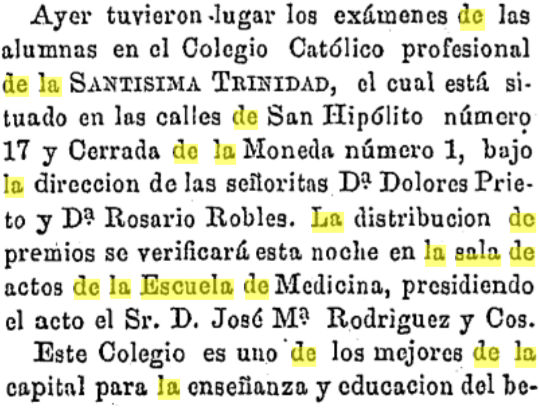 Ayer tuvieron lugar los exámenes de las
alumnas en el Colegio Católico profesional
de la SANTISIMA TRINIDAD, el cual está si-
tuado en las calles de San Hipólito número
17 y Cerrada de la Moneda número 1, bajo
la direccion de las señoritas Dª Dolores Prie-
to y Dª Rosario Robles. La distribucion de
premios se verificará esta noche en la sala de
actos de la Escuela de Medicina, presidiendo
el acto el Sr. D. José Mª Rodriguez y Cos.
Este Colegio es uno de los mejores de la
capital para la enseñanza y educacion del be-